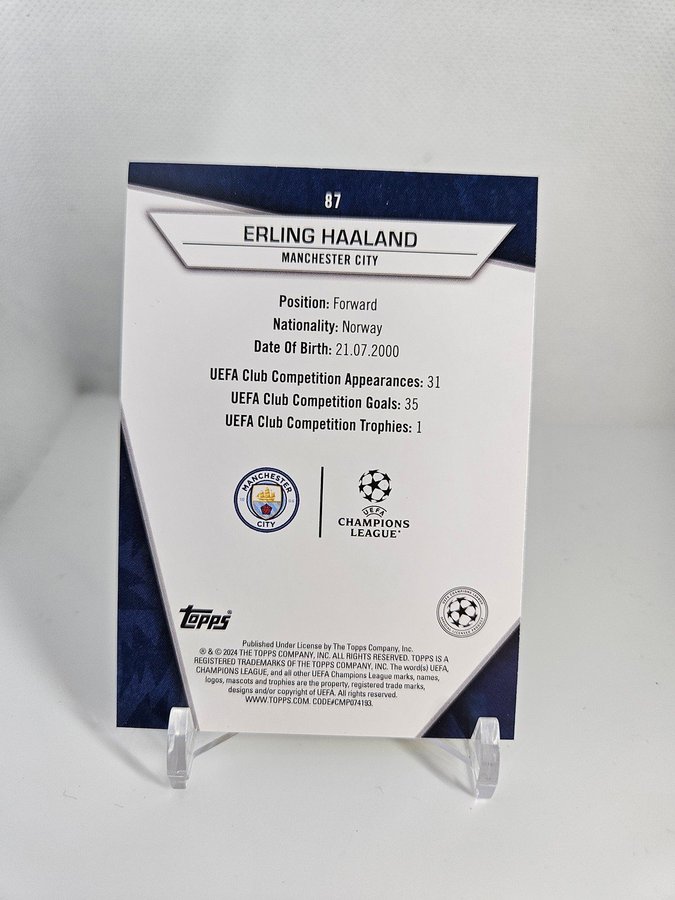 87
ERLING HAALAND
MANCHESTER CITY
Position: Forward
Nationality: Norway
Date Of Birth: 21.07.2000
UEFA Club Competition Appearances: 31
UEFA Club Competition Goals: 35
UEFA Club Competition Trophies: 1
MANCHESTER
18 94
CITY
UEFA
CHAMPIONS
LEAGUE®
Topps®
Published Under License by The Topps Company, Inc.
® & © 2024 THE TOPPS COMPANY, INC. ALL RIGHTS RESERVED. TOPPS IS A
REGISTERED TRADEMARKS OF THE TOPPS COMPANY, INC. The word(s) UEFA,
CHAMPIONS LEAGUE, and all other UEFA Champions League marks, names,
logos, mascots and trophies are the property, registered trade marks,
designs and/or copyright of UEFA. All rights reserved.
WWW.TOPPS.COM. CODE#CMP074193.